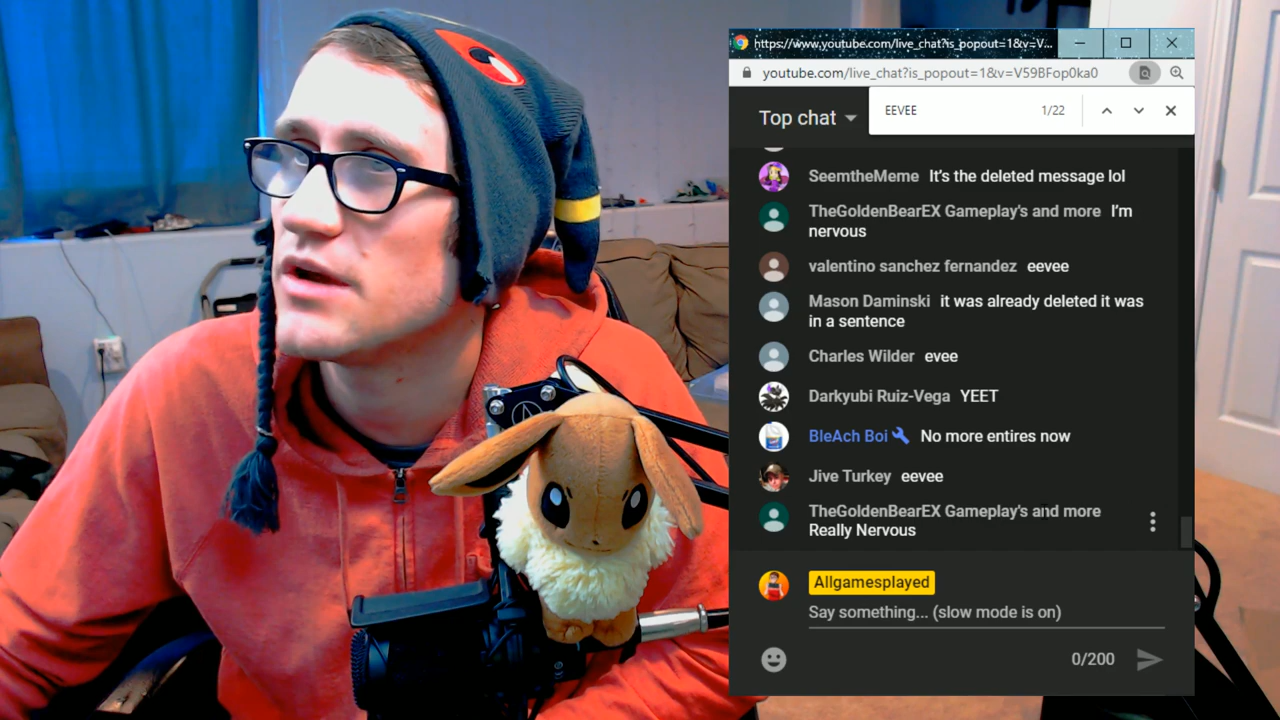 https://www.youtube.com/live_chat?is_popout=1&v=V...
youtube.com/live_chat?is_popout=1&v=V59BFop0ka0
Top chat
EEVEE
1/22
SeemtheMeme It's the deleted message lol
TheGoldenBearEX Gameplay's and more I'm
nervous
valentino sanchez fernandez eevee
Mason Daminski it was already deleted it was
in a sentence
Charles Wilder evee
Darkyubi Ruiz-Vega YEET
BleAch Boi No more entires now
Jive Turkey eevee
TheGoldenBearEX Gameplay's and more
Really Nervous
Allgamesplayed
Say something... (slow mode is on)
0/200